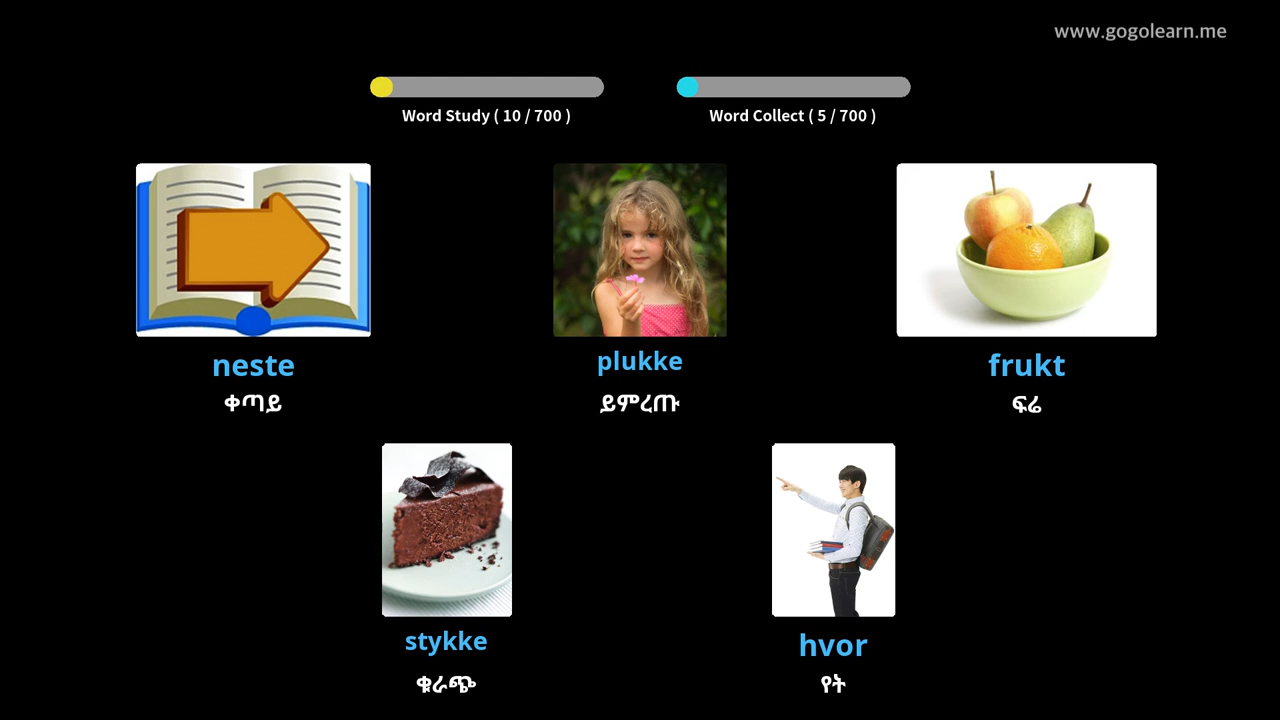 www.gogolearn.me
Word Study ( 10 / 700 )
Word Collect ( 5 / 700 )
neste
plukke
frukt
ቀጣይ
ይምረጡ
ፍሬ
stykke
hvor
ቁራጭ
የት